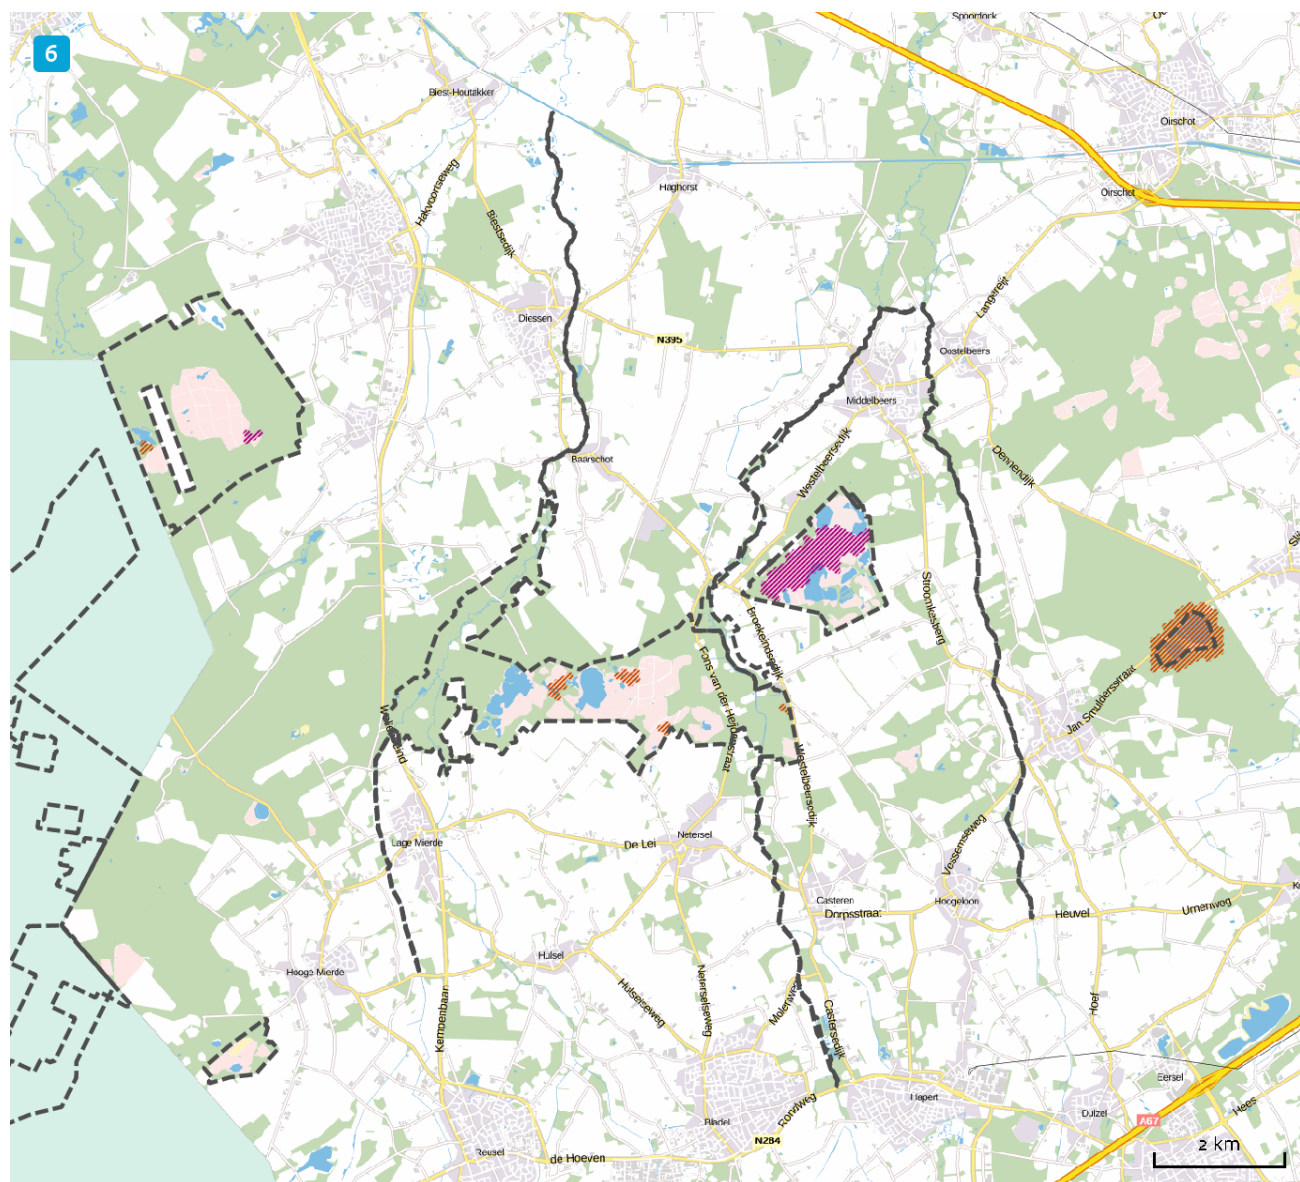 6
Spoordonk
Biest-Houtakker
Oirschot
Haghorst
Oirschot
Hakvoortseweg
Biestsedijk
Langereijt
Diessen
N395
Oostelbeers
Middelbeers
Westelbeersedijk
Baarschot
Dennendijk
Stroomkesberg
Broekeindsedijk
Fons van der Heijdenstraat
Jan Smuldersstraat
Westelbeersedijk
Lage Mierde
De Lei
Netersel
Vessemseweg
Casteren
Dorpsstraat
Hoogeloon
Heuvel
Urnenweg
Hulsel
Hooge Mierde
Hulselseweg
Neterselseweg
Molenweg
Castersedijk
Hoef
Kempenbaan
Eersel
Hapert
Rondweg
Duizel
Hees
Bladel
A67
N284
2 km
Reusel
de Hoeven